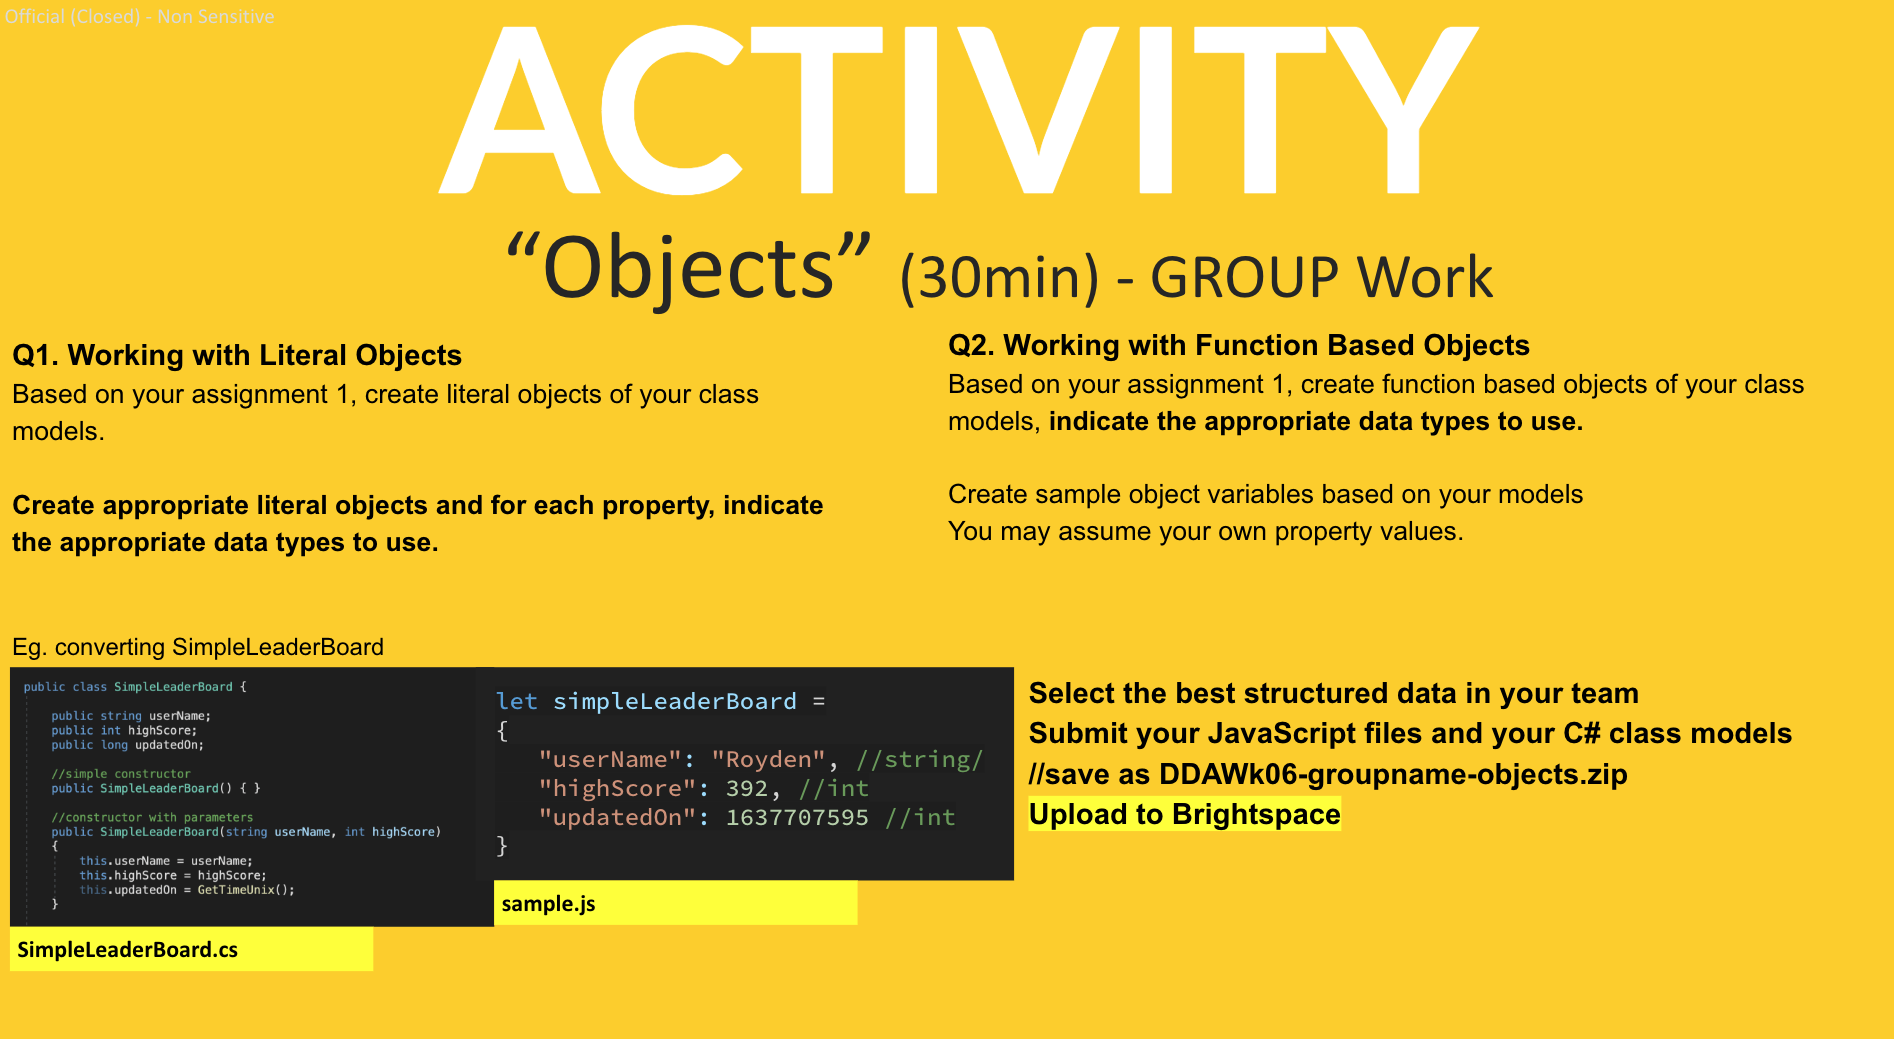 Official (Closed) - Non Sensitive
ACTIVITY
“Objects” (30min) - GROUP Work
Q1. Working with Literal Objects
Based on your assignment 1, create literal objects of your class
models.
Create appropriate literal objects and for each property, indicate
the appropriate data types to use.
Q2. Working with Function Based Objects
Based on your assignment 1, create function based objects of your class
models, indicate the appropriate data types to use.
Create sample object variables based on your models
You may assume your own property values.
Eg. converting SimpleLeaderBoard
public class SimpleLeaderBoard {
public string userName;
public int highScore;
public long updatedOn;
//simple constructor
public SimpleLeaderBoard() { }
//constructor with parameters
public SimpleLeaderBoard(string userName, int highScore)
{
this.userName = userName;
this.highScore = highScore;
this.updatedOn = GetTimeUnix();
}
SimpleLeaderBoard.cs
let simpleLeaderBoard =
{
"userName": "Royden", //string/
"highScore": 392, //int
"updatedOn": 1637707595 //int
}
sample.js
Select the best structured data in your team
Submit your JavaScript files and your C# class models
//save as DDAWk06-groupname-objects.zip
Upload to Brightspace